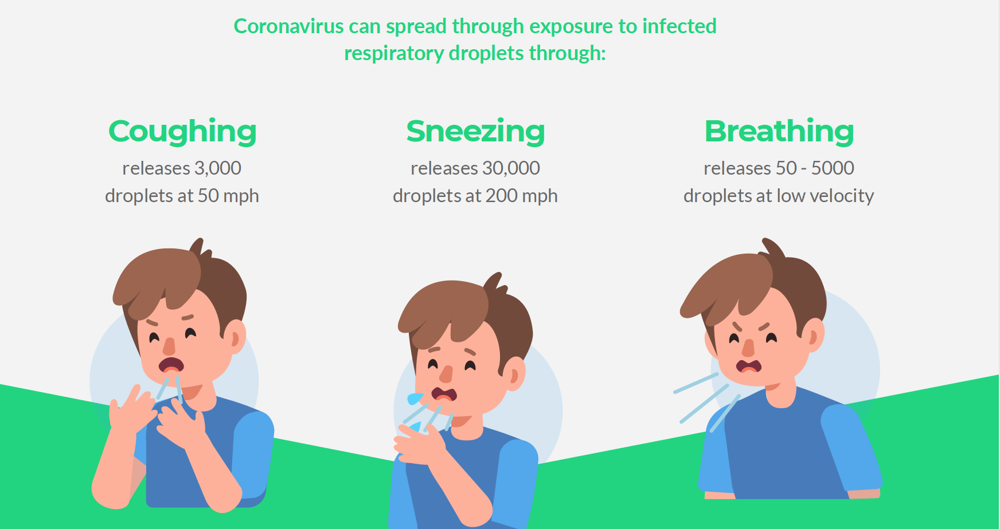 Coronavirus can spread through exposure to infected
respiratory droplets through:
Coughing
releases 3,000
droplets at 50 mph
Sneezing
releases 30,000
droplets at 200 mph
Breathing
releases 50 - 5000
droplets at low velocity